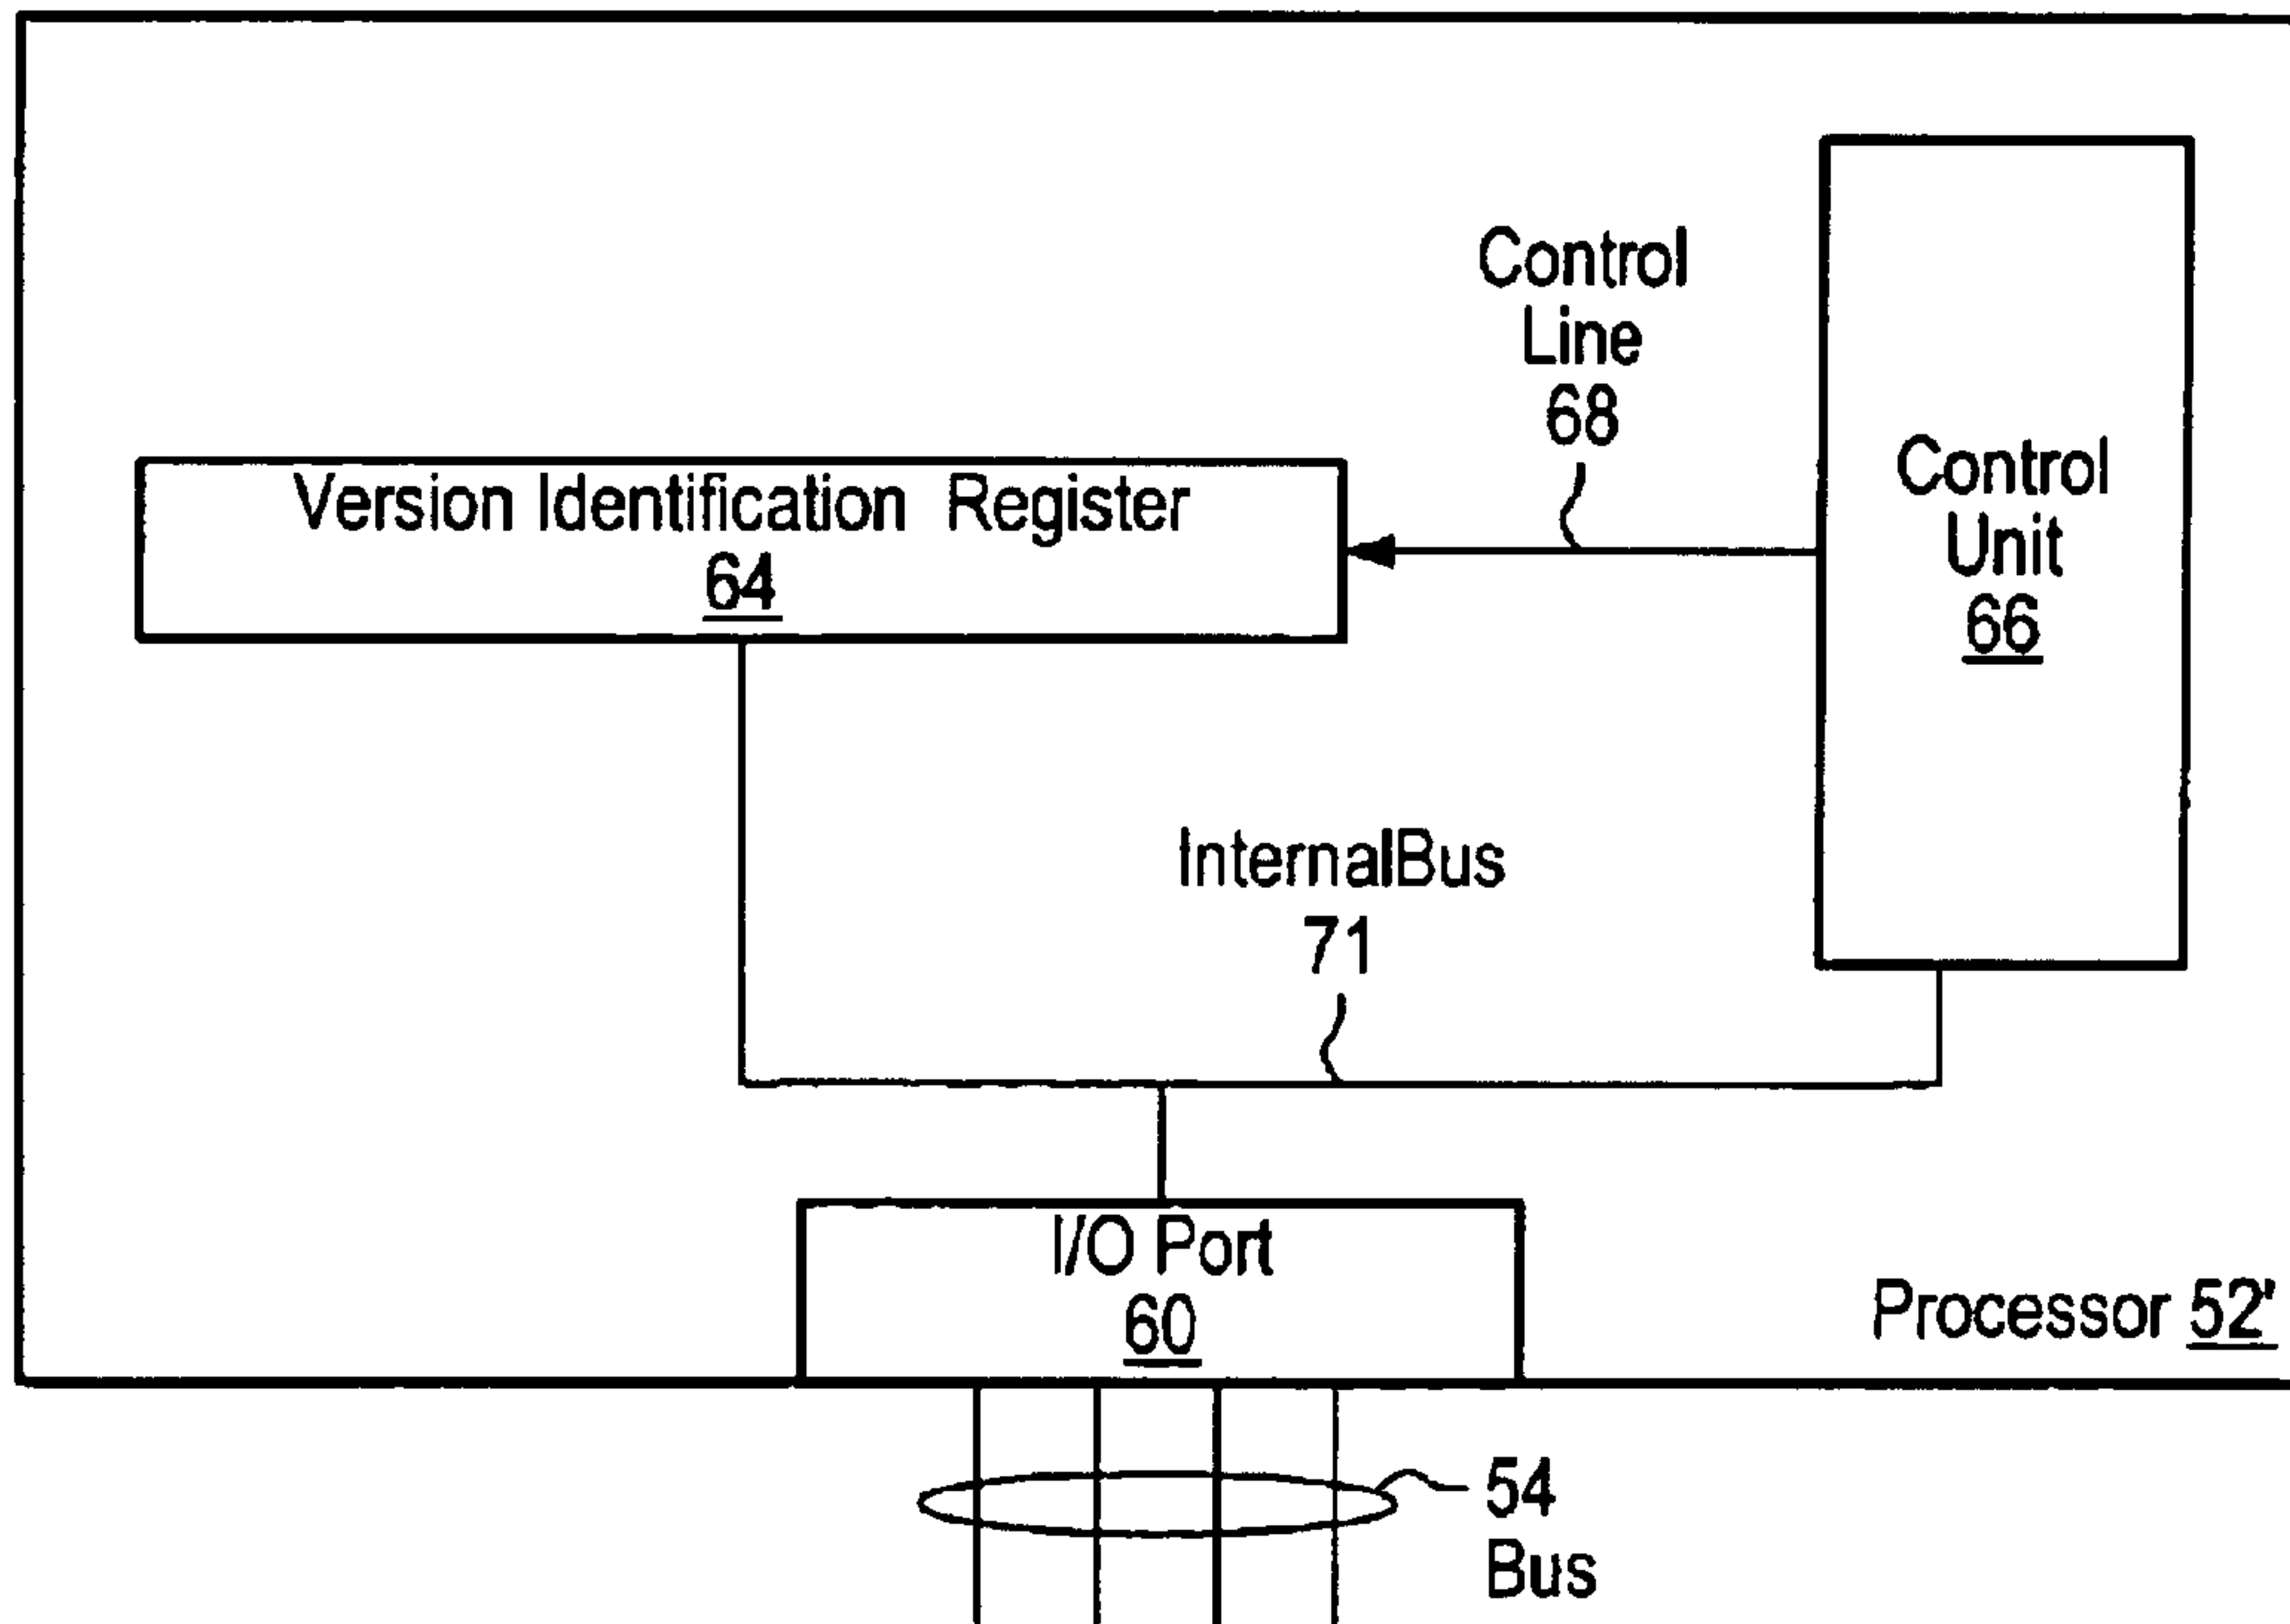 Control
Line
68
Control
Unit
66
Version Identification Register
64
InternalBus
71
I/O Port
60
Processor 52'
54
Bus